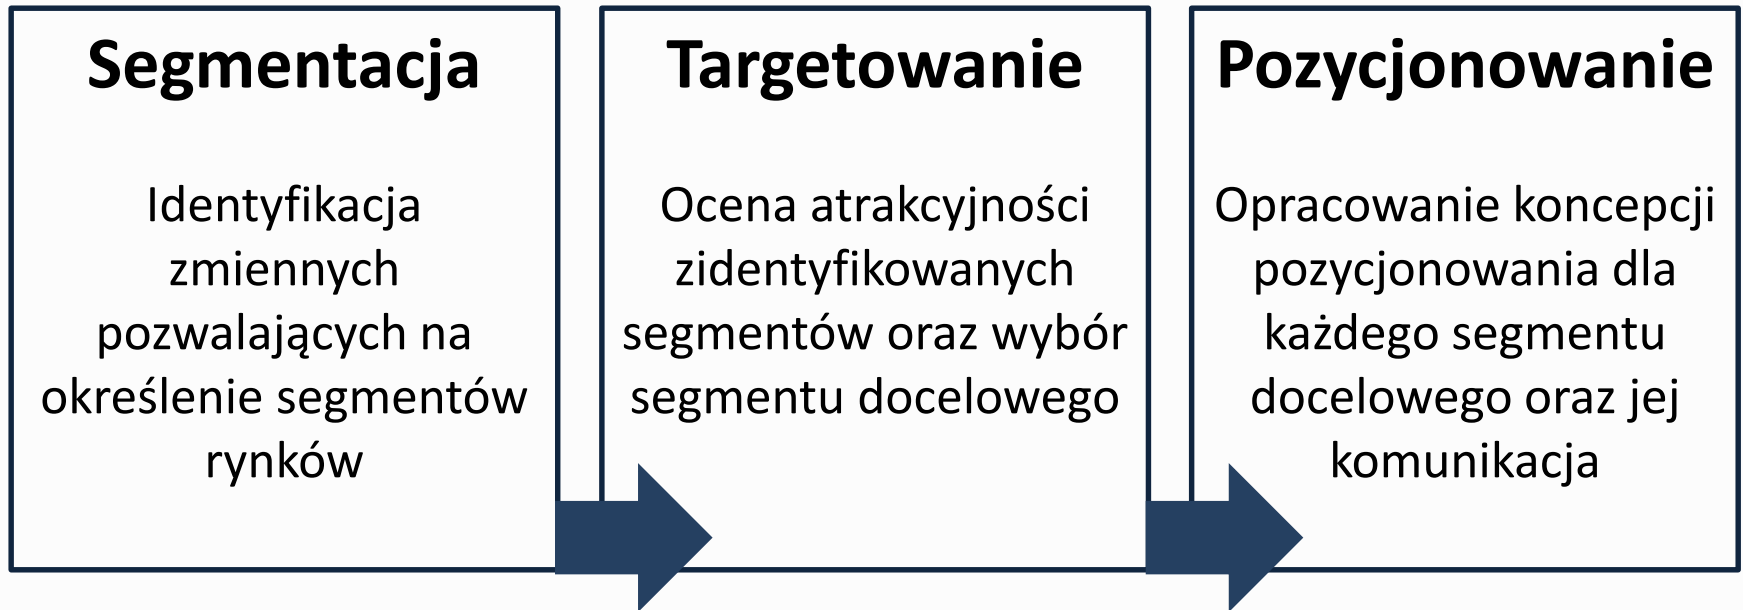 Segmentacja
Identyfikacja
zmiennych
pozwalających na
określenie segmentów
rynków
Targetowanie
Ocena atrakcyjności
zidentyfikowanych
segmentów oraz wybór
segmentu docelowego
Pozycjonowanie
Opracowanie koncepcji
pozycjonowania dla
każdego segmentu
docelowego oraz jej
komunikacja